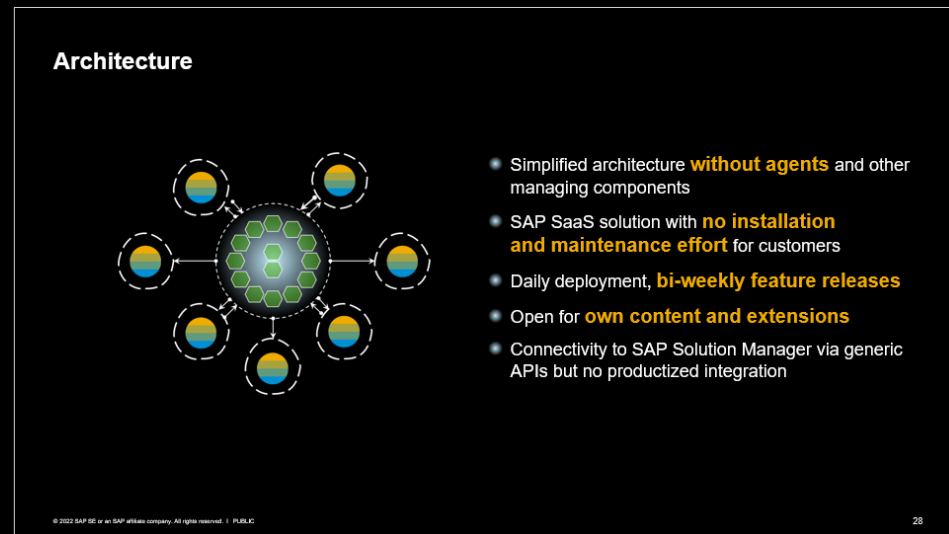 Architecture
Simplified architecture without agents and other
managing components
SAP SaaS solution with no installation
and maintenance effort for customers
Daily deployment, bi-weekly feature releases
Open for own content and extensions
Connectivity to SAP Solution Manager via generic
APIs but no productized integration
© 2022 SAP SE or an SAP affiliate company. All rights reserved. I PUBLIC
28